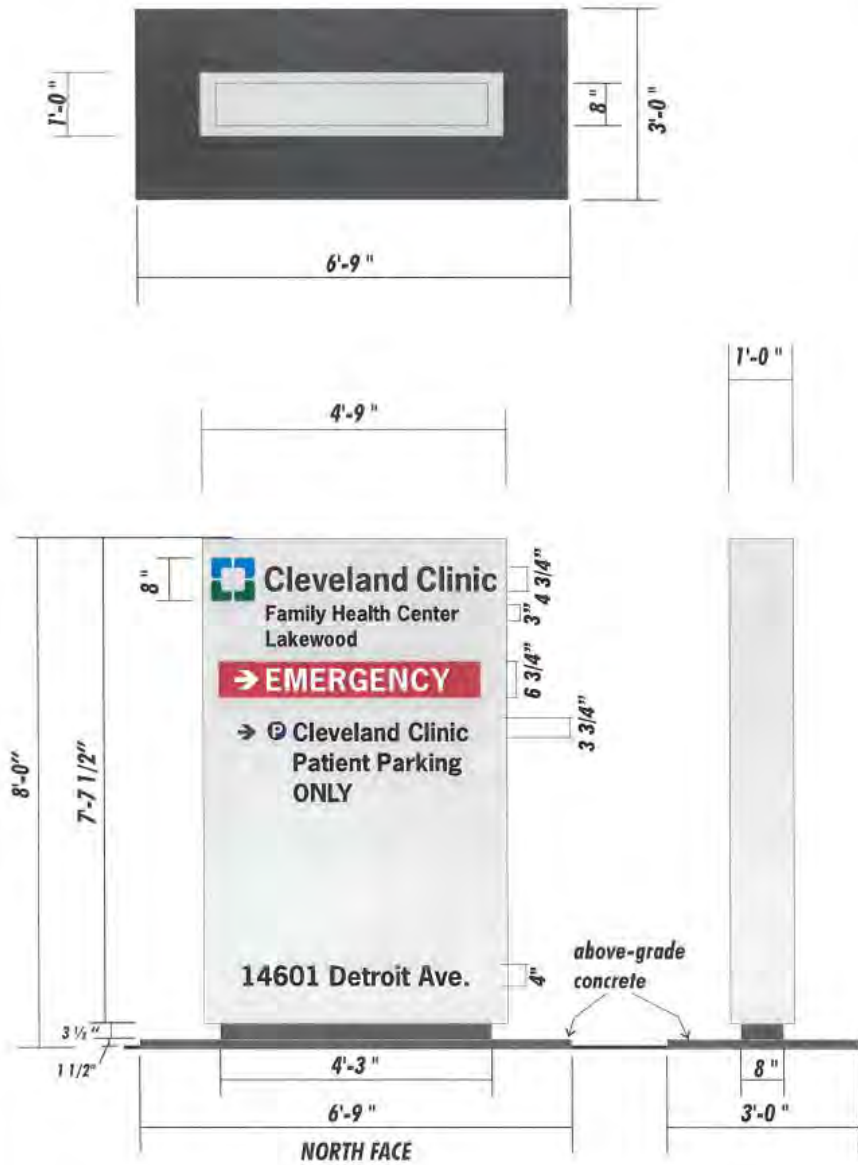 1'-0"
8"
3'-0"
6'-9"
1'-0"
4'-9"
8"
Cleveland Clinic
4 3/4"
Family Health Center
3"
Lakewood
EMERGENCY
6 3/4"
P Cleveland Clinic
3 3/4"
Patient Parking
ONLY
8'-0"
7'-7 1/2"
14601 Detroit Ave.
4"
above-grade
concrete
3 ½"
1 1/2"
4'-3"
8"
6'-9"
3'-0"
NORTH FACE